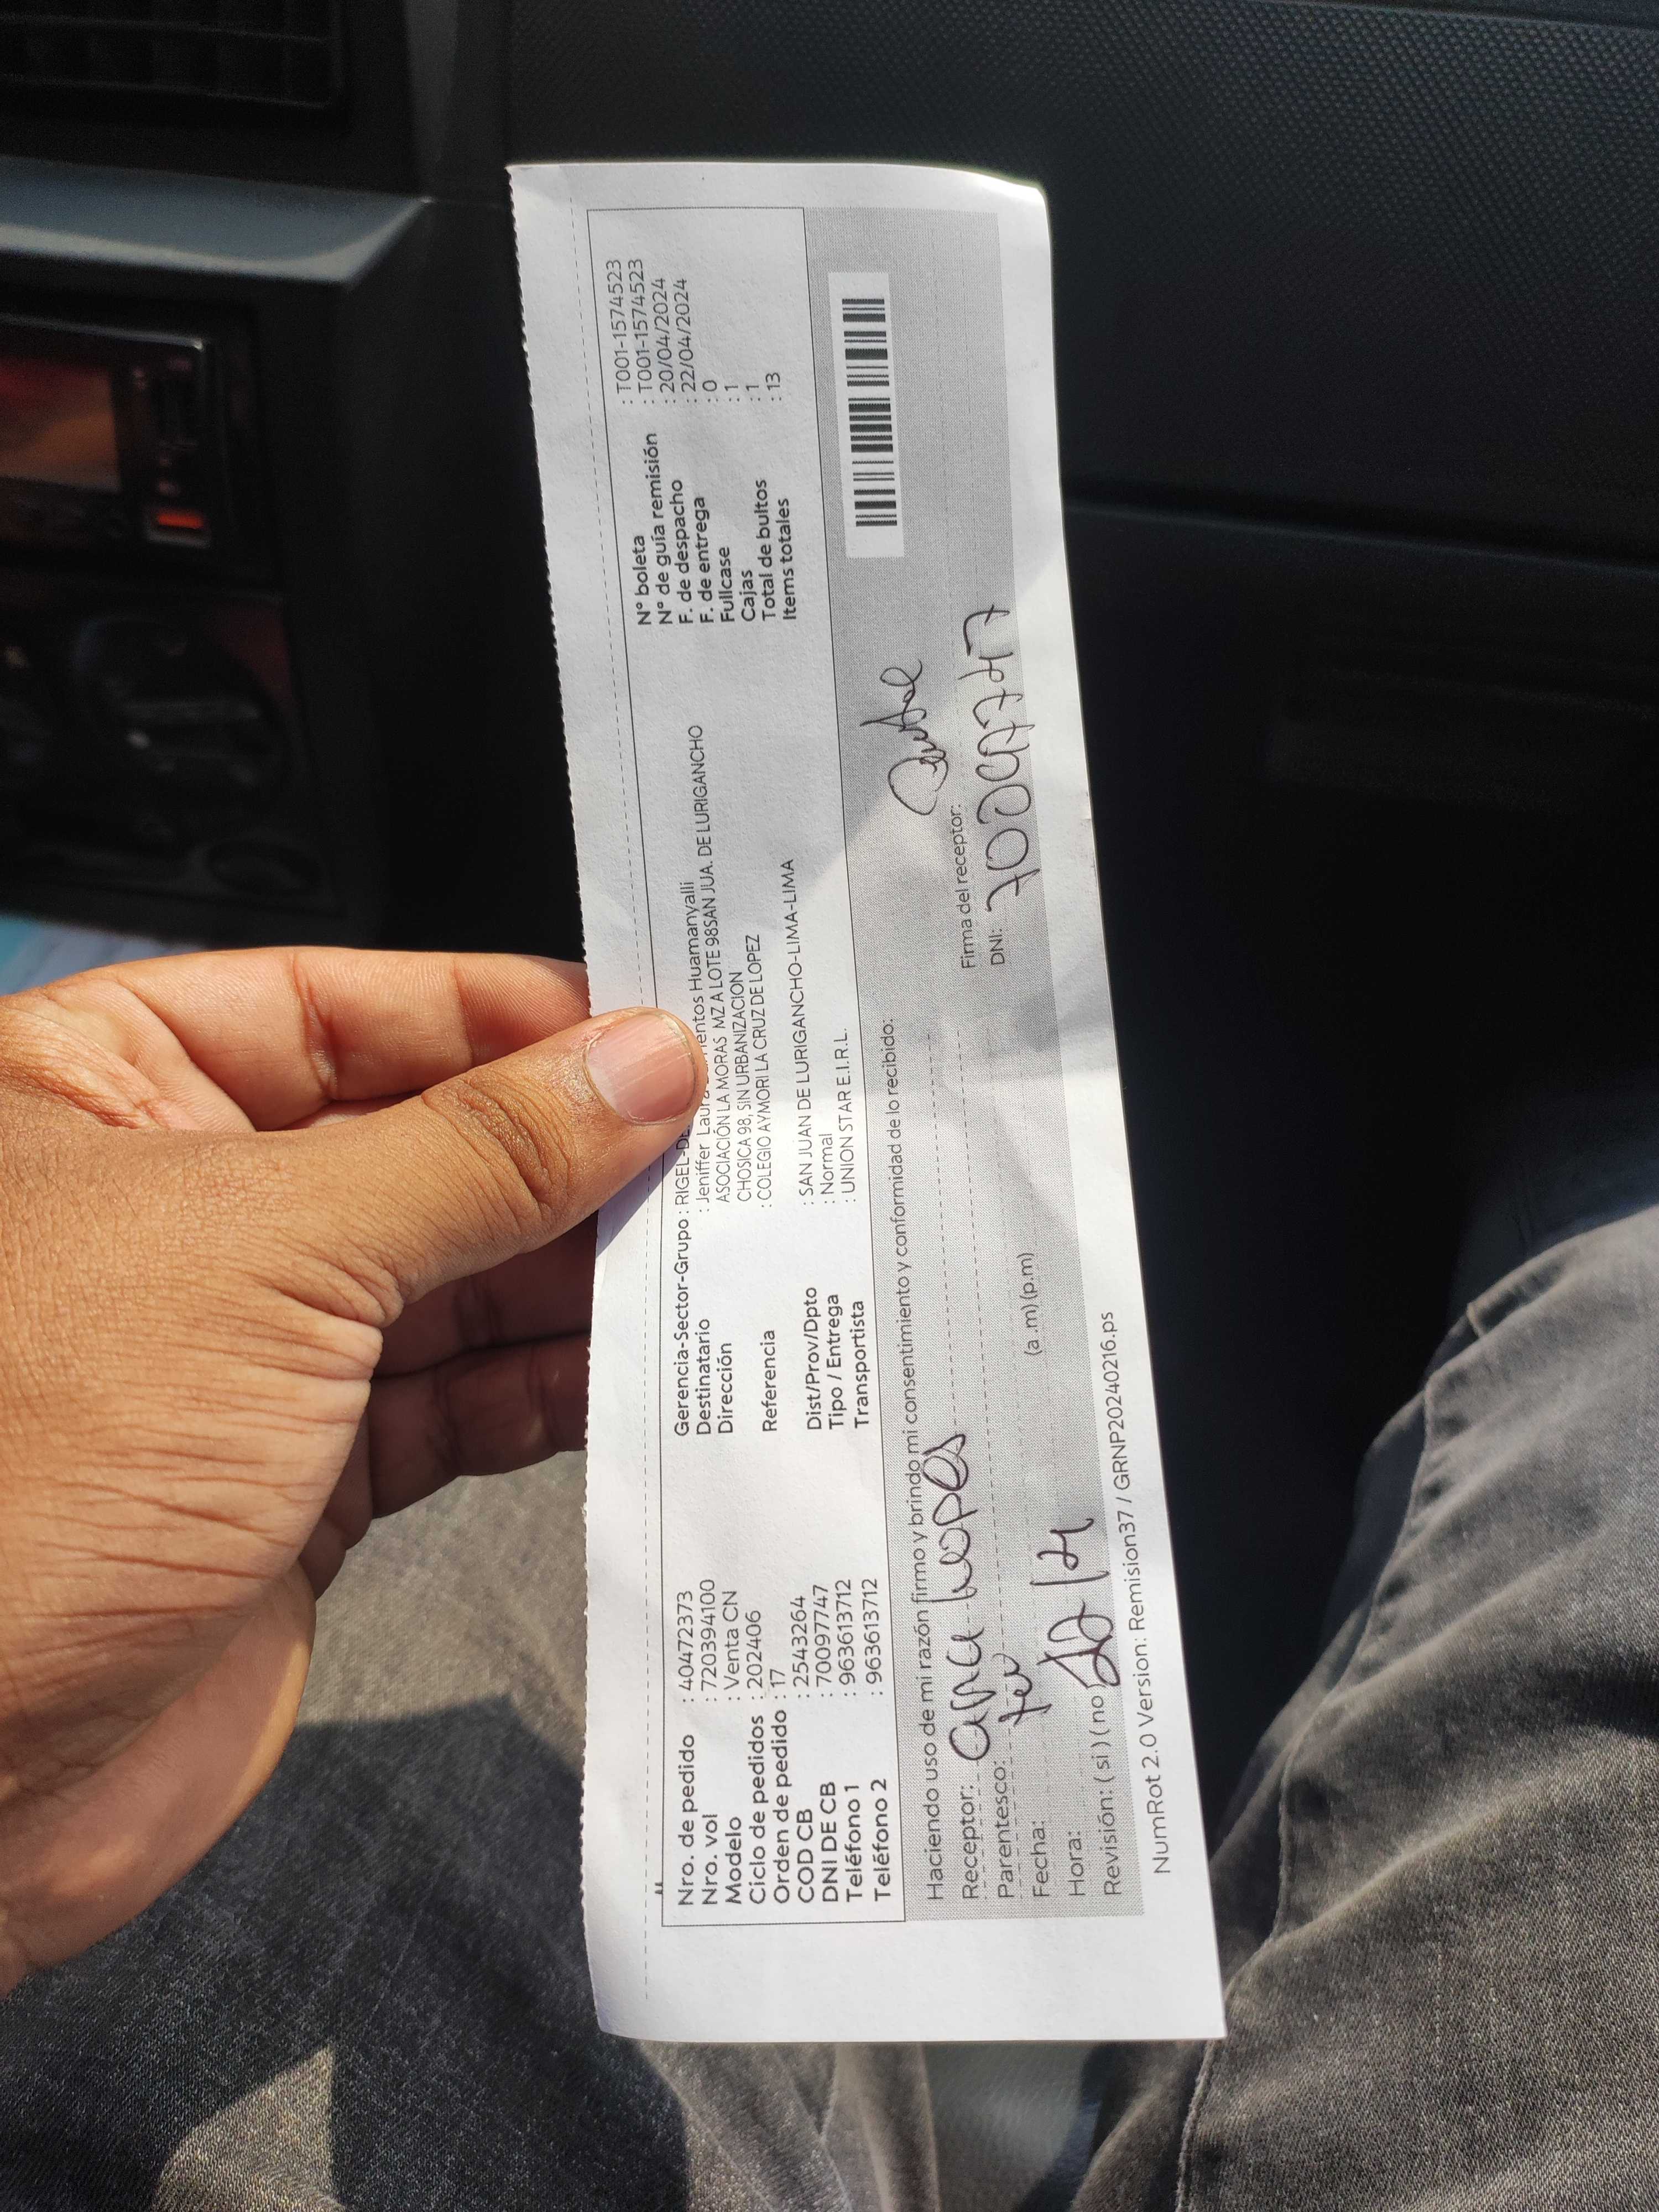 Nro. de pedido : 40472373
Nro. vol : 720394100
Modelo : Venta CN
Ciclo de pedidos : 202406
Orden de pedido : 17
COD CB : 2543264
DNI DE CB : 70097747
Teléfono 1 : 963613712
Teléfono 2 : 963613712
Gerencia-Sector-Grupo : RIGEL-DE
Destinatario : Jeniffer Laura Huamanyalli
Dirección ASOCIACIÓN LA MORAS MZ A LOTE 98SAN JUA. DE LURIGANCHO
CHOSICA 98, SIN URBANIZACION
Referencia : COLEGIO AYMORI LA CRUZ DE LOPEZ
Dist/Prov/Dpto : SAN JUAN DE LURIGANCHO-LIMA-LIMA
Tipo / Entrega : Normal
Transportista : UNION STAR E.I.R.L.
N° boleta : T001-1574523
N° de guía remisión : T001-1574523
F. de despacho : 20/04/2024
F. de entrega : 22/04/2024
Fullcase : 0
Cajas : 1
Total de bultos : 1
Items totales : 13
Haciendo uso de mi razón firmo y brindo mi consentimiento y conformidad de lo recibido:
Receptor: ana Lopes
Parentesco:
Fecha: 22/4
Hora: (a.m) (p.m)
Revisión: ( si ) ( no )
Firma del receptor:
DNI: 70097747
NumRot 2.0 Version: Remision37 / GRNP20240216.ps